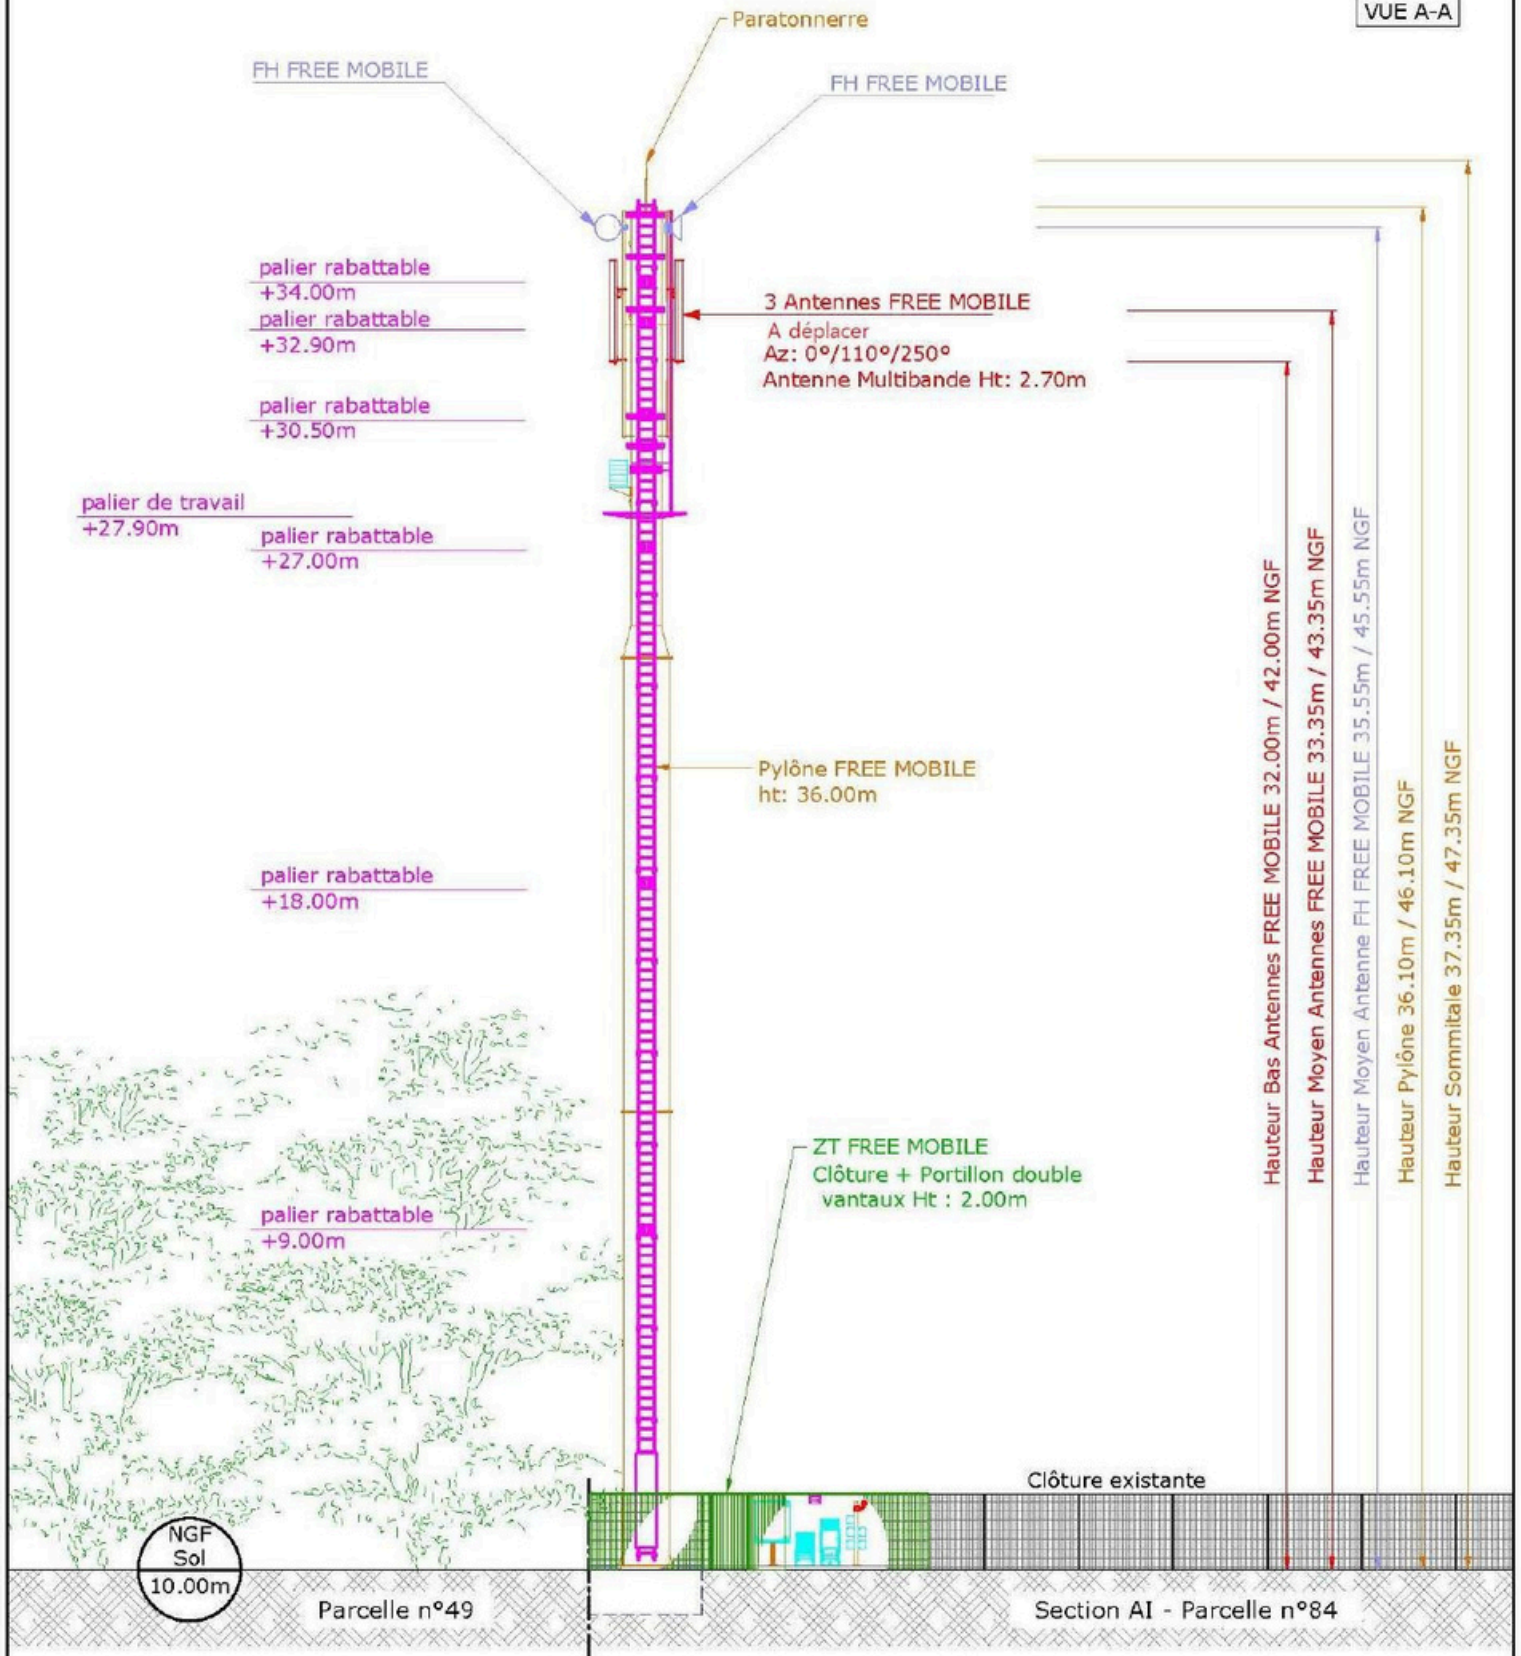 VUE A-A
Paratonnerre
FH FREE MOBILE
FH FREE MOBILE
palier rabattable
+34.00m
palier rabattable
+32.90m
3 Antennes FREE MOBILE
A déplacer
Az: 0°/110°/250°
Antenne Multibande Ht: 2.70m
palier rabattable
+30.50m
palier de travail
+27.90m
palier rabattable
+27.00m
Pylône FREE MOBILE
ht: 36.00m
palier rabattable
+18.00m
ZT FREE MOBILE
Clôture + Portillon double
vantaux Ht : 2.00m
palier rabattable
+9.00m
Hauteur Bas Antennes FREE MOBILE 32.00m / 42.00m NGF
Hauteur Moyen Antennes FREE MOBILE 33.35m / 43.35m NGF
Hauteur Moyen Antenne FH FREE MOBILE 35.55m / 45.55m NGF
Hauteur Pylône 36.10m / 46.10m NGF
Hauteur Sommitale 37.35m / 47.35m NGF
Clôture existante
NGF
Sol
10.00m
Parcelle n°49
Section AI - Parcelle n°84